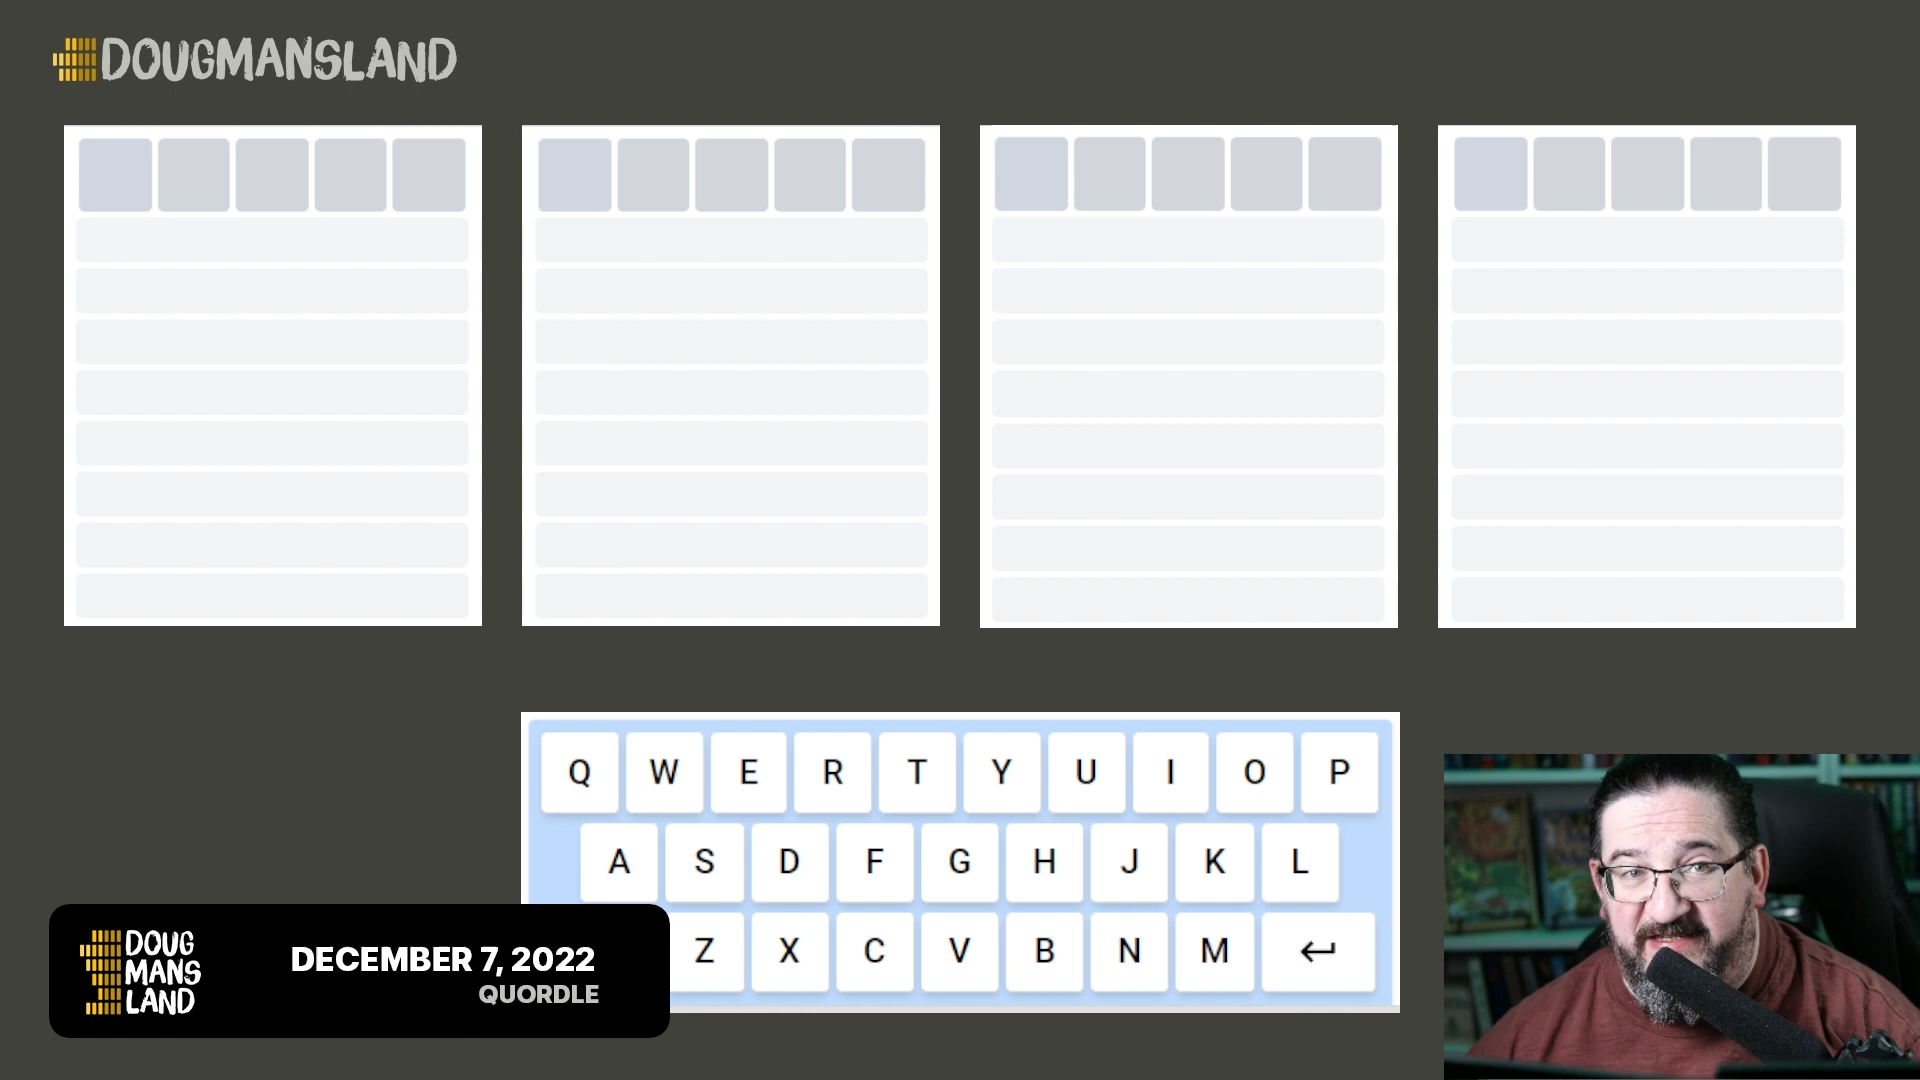 DOUGMANSLAND
Q W E R T Y U I O P
A S D F G H J K L
Z X C V B N M
DOUG
MANS
LAND
DECEMBER 7, 2022
QUORDLE